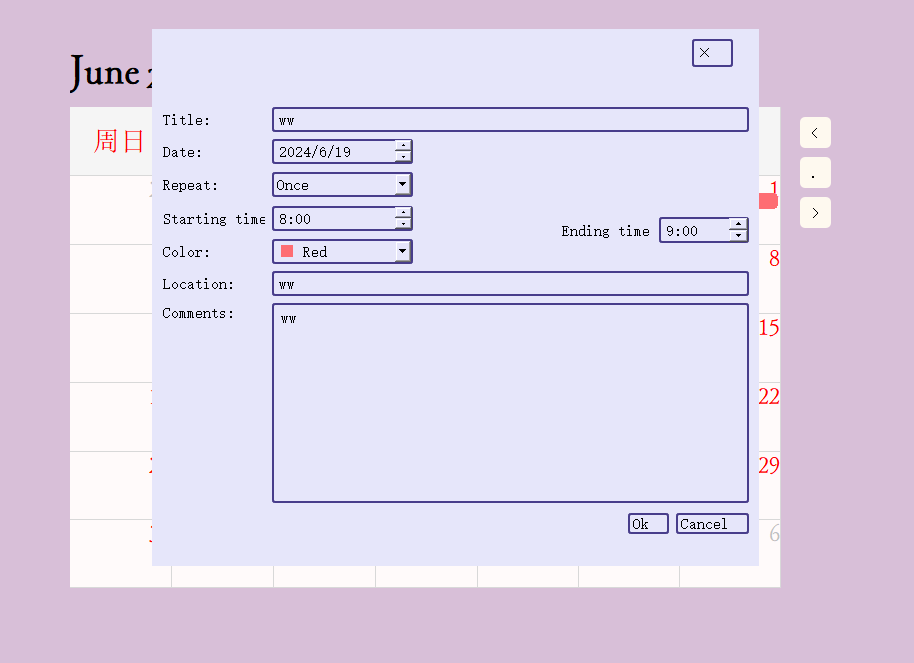 June
周日
Title: ww
Date: 2024/6/19
Repeat: Once
Starting time 8:00
Ending time 9:00
Color: Red
Location: ww
Comments: ww
Ok Cancel
1
8
15
22
29
6
<
.
>